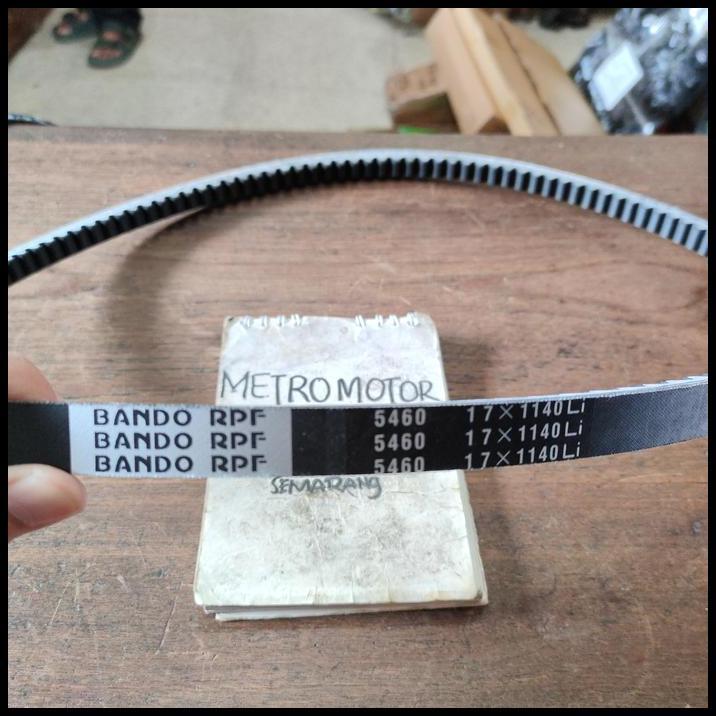 METRO MOTOR
BANDO RPF 5460 17×1140Li
BANDO RPF 5460 17×1140Li
BANDO RPF 5460 17×1140Li
SEMARANG